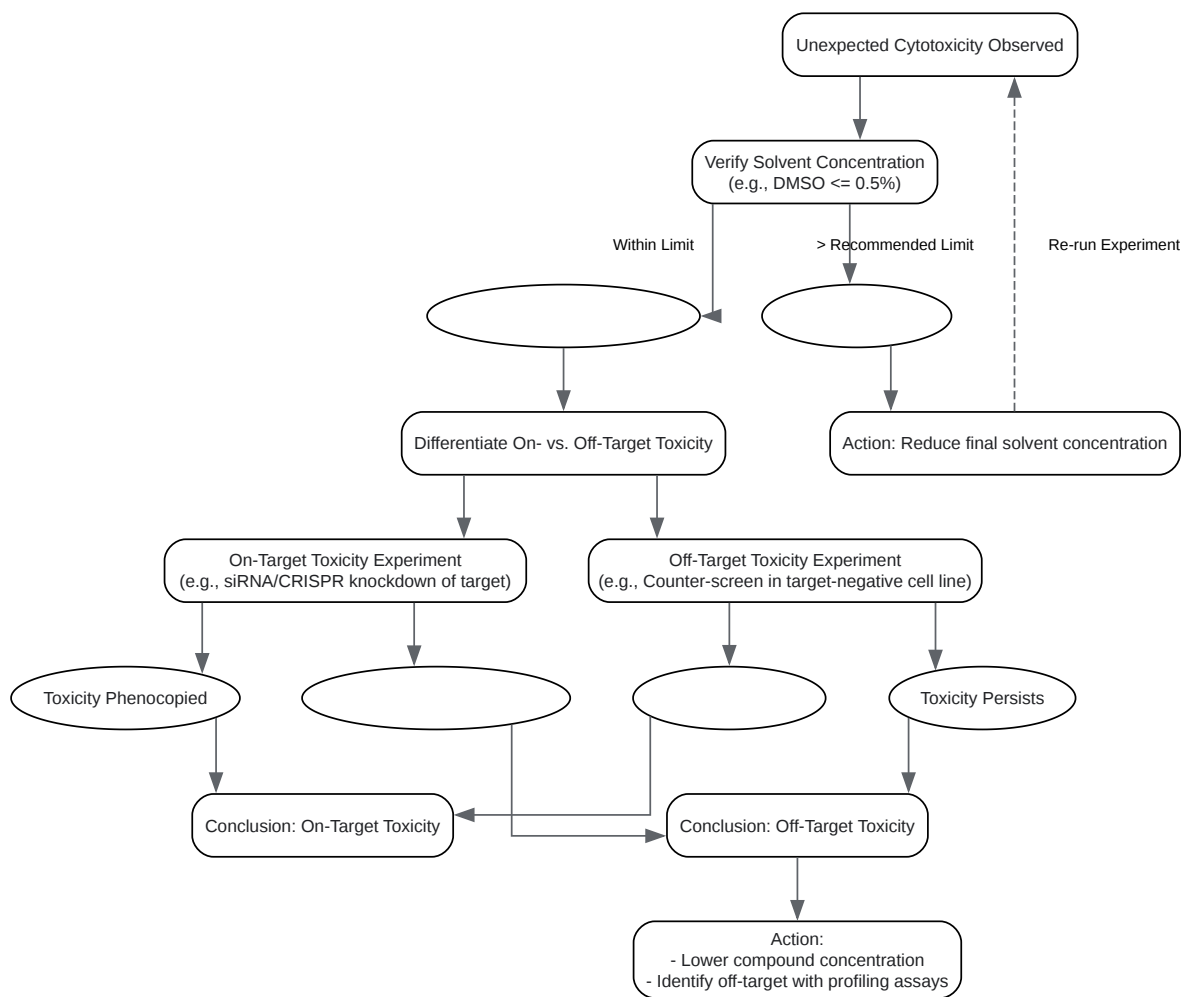 Unexpected Cytotoxicity Observed
Verify Solvent Concentration
(e.g., DMSO <= 0.5%)
Within Limit
> Recommended Limit
Re-run Experiment
Differentiate On- vs. Off-Target Toxicity
Action: Reduce final solvent concentration
On-Target Toxicity Experiment
(e.g., siRNA/CRISPR knockdown of target)
Off-Target Toxicity Experiment
(e.g., Counter-screen in target-negative cell line)
Toxicity Phenocopied
Toxicity Persists
Conclusion: On-Target Toxicity
Conclusion: Off-Target Toxicity
Action:
- Lower compound concentration
- Identify off-target with profiling assays